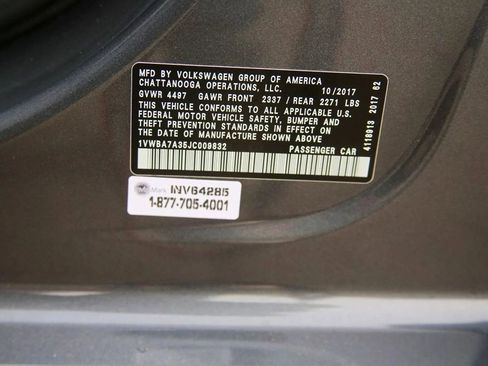 MFD BY VOLKSWAGEN GROUP OF AMERICA
CHATTANOOGA OPERATIONS, LLC. 10/2017
GVWR 4497 GAWR FRONT 2337 / REAR 2271 LBS
THIS VEHICLE CONFORMS TO ALL APPLICABLE U.S.
FEDERAL MOTOR VEHICLE SAFETY, BUMPER AND
THEFT PREVENTION STANDARDS IN EFFECT ON
THE DATE OF MANUFACTURE SHOWN ABOVE
1VWBA7A35JC009832 PASSENGER CAR
4118913 2017 62
Mark INV64285
1-877-705-4001